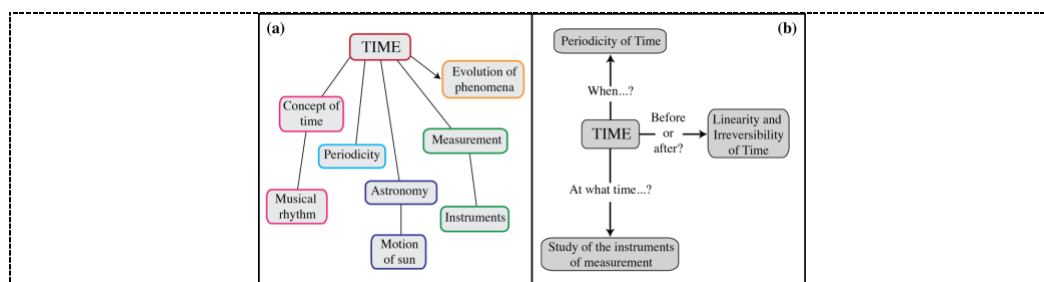 (a)
TIME
Evolution of
phenomena
Concept of
time
Measurement
Periodicity
Astronomy
Musical
rhythm
Instruments
Motion
of sun
(b)
Periodicity of Time
When...?
TIME
Before
or
after?
Linearity and
Irreversibility
of Time
At what time...?
Study of the instruments
of measurement